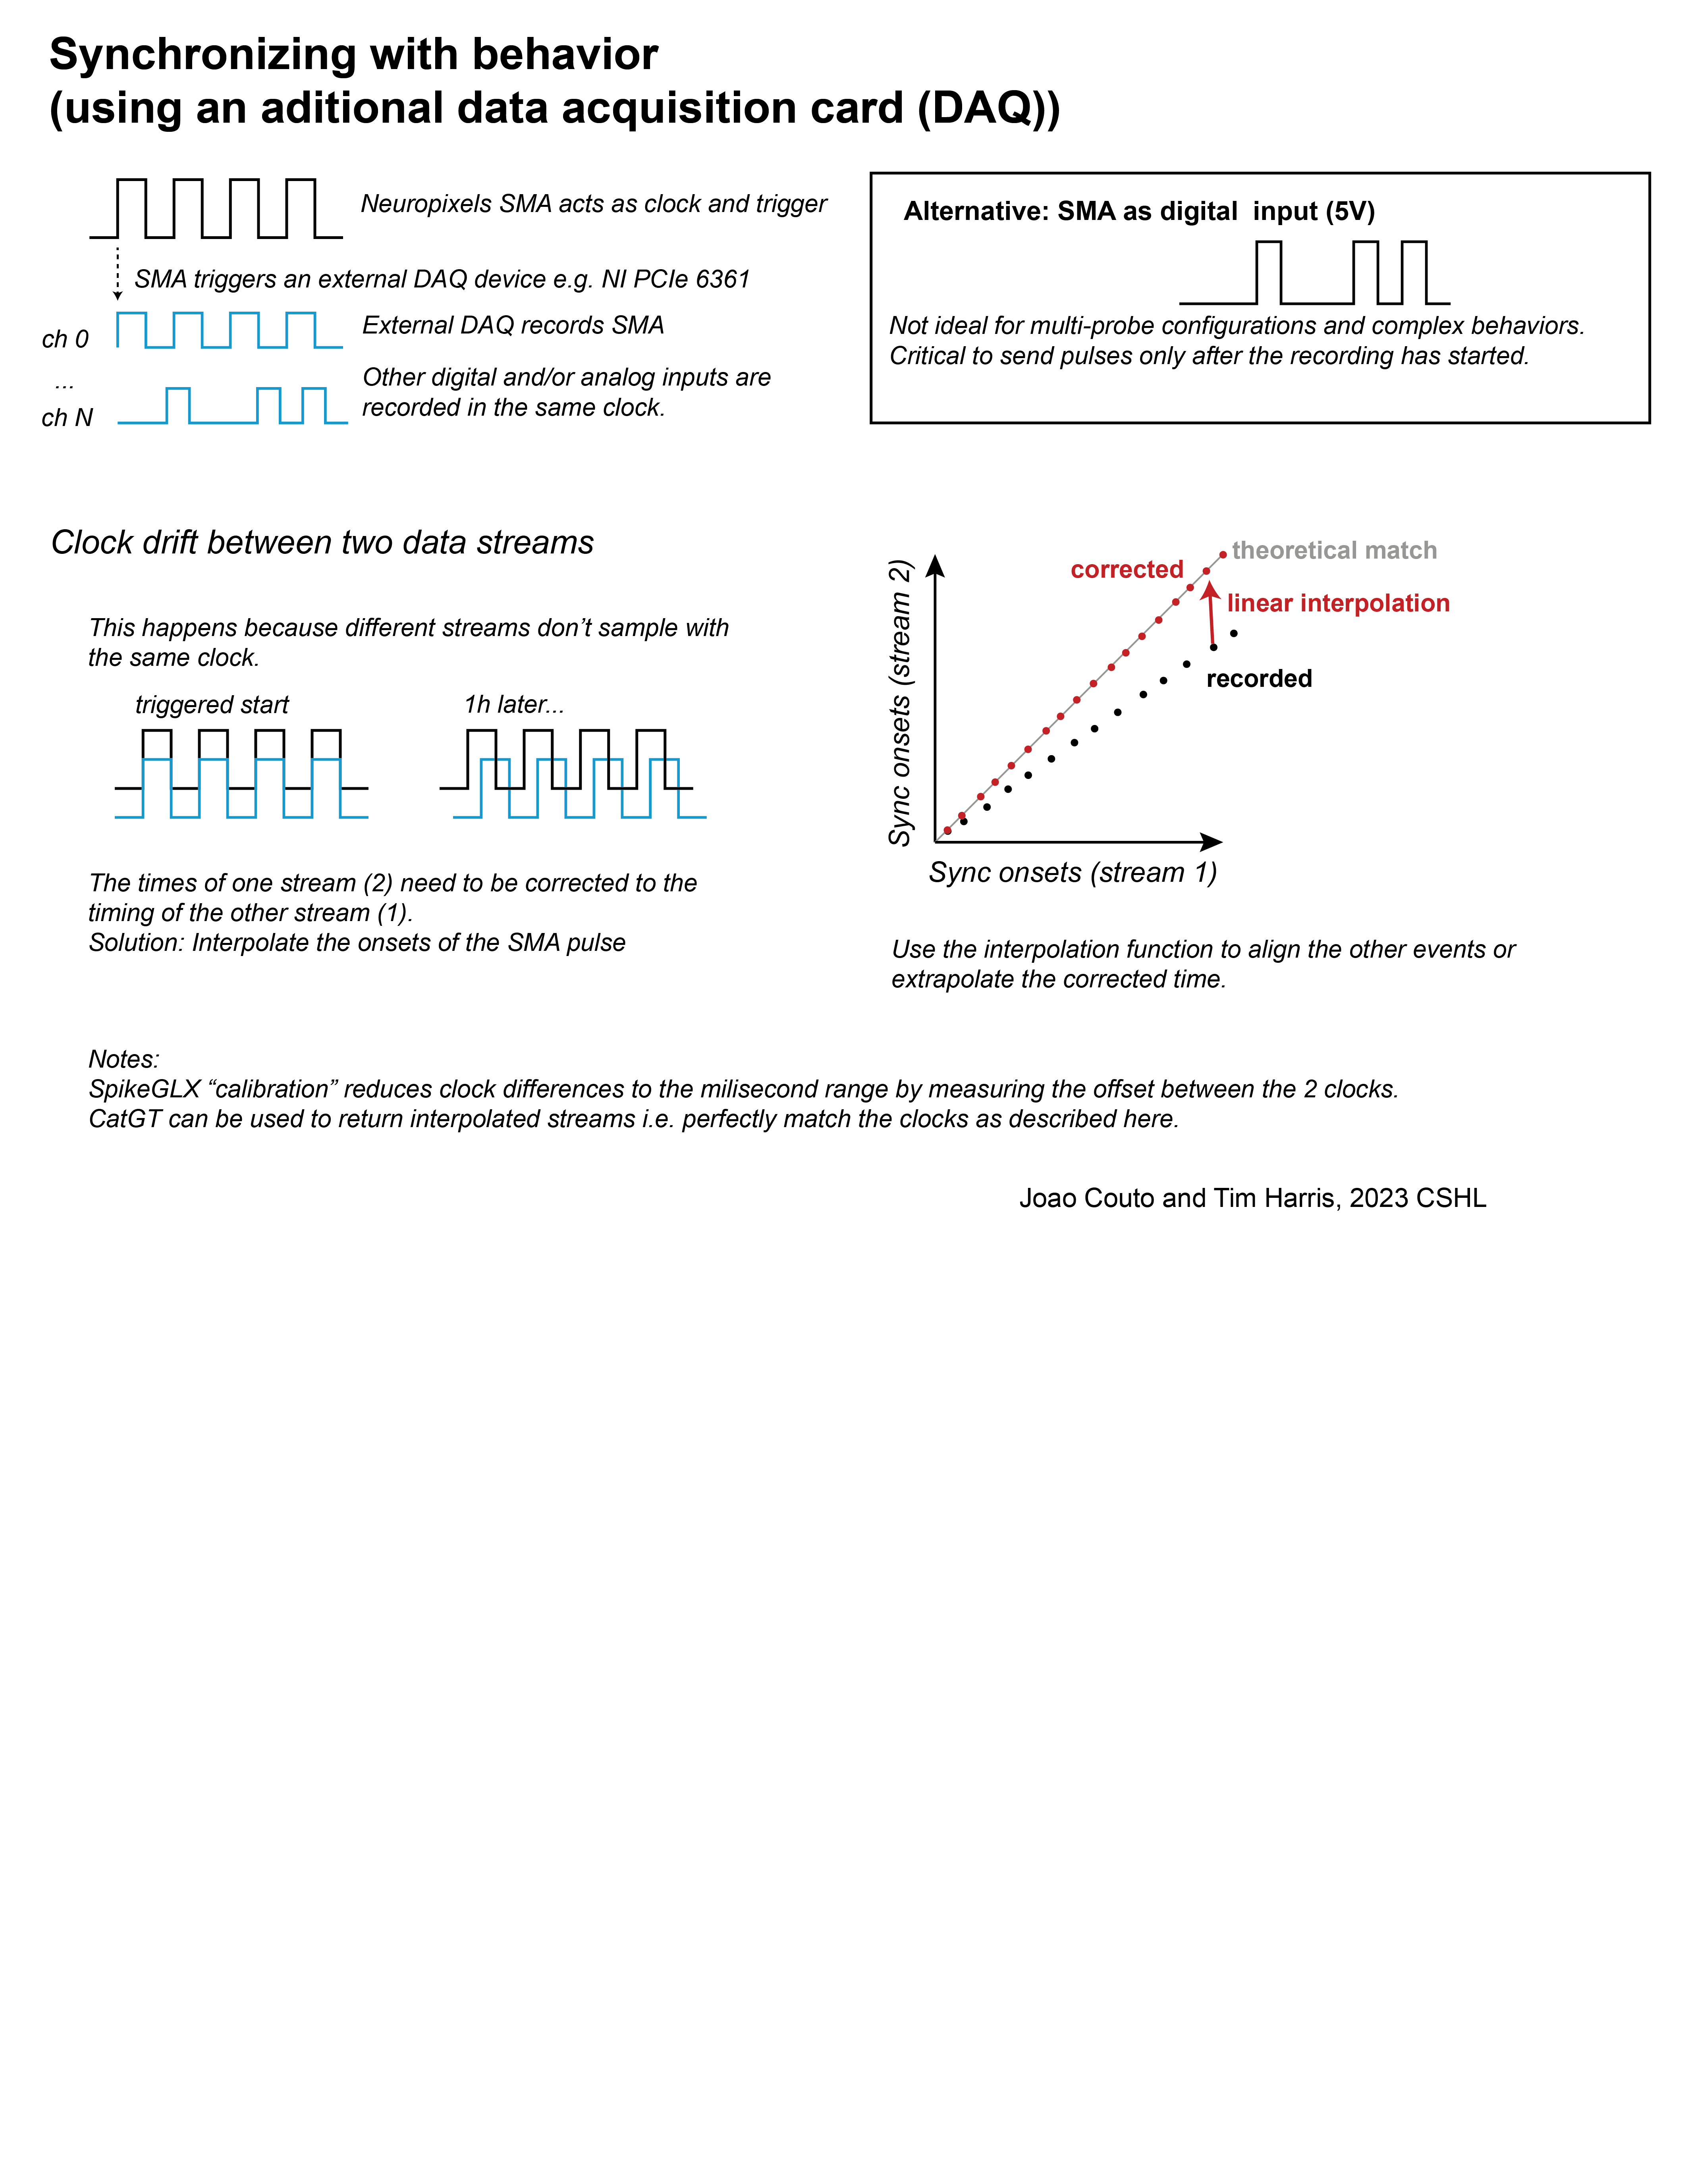 Synchronizing with behavior
(using an aditional data acquisition card (DAQ))
Neuropixels SMA acts as clock and trigger
SMA triggers an external DAQ device e.g. NI PCIe 6361
ch 0
External DAQ records SMA
...
ch N
Other digital and/or analog inputs are
recorded in the same clock.
Alternative: SMA as digital  input (5V)
Not ideal for multi-probe configurations and complex behaviors.
Critical to send pulses only after the recording has started.
Clock drift between two data streams
This happens because different streams don’t sample with
the same clock.
triggered start
1h later...
The times of one stream (2) need to be corrected to the
timing of the other stream (1).
Solution: Interpolate the onsets of the SMA pulse
theoretical match
corrected
linear interpolation
recorded
Sync onsets (stream 2)
Sync onsets (stream 1)
Use the interpolation function to align the other events or
extrapolate the corrected time.
Notes:
SpikeGLX “calibration” reduces clock differences to the milisecond range by measuring the offset between the 2 clocks.
CatGT can be used to return interpolated streams i.e. perfectly match the clocks as described here.
Joao Couto and Tim Harris, 2023 CSHL